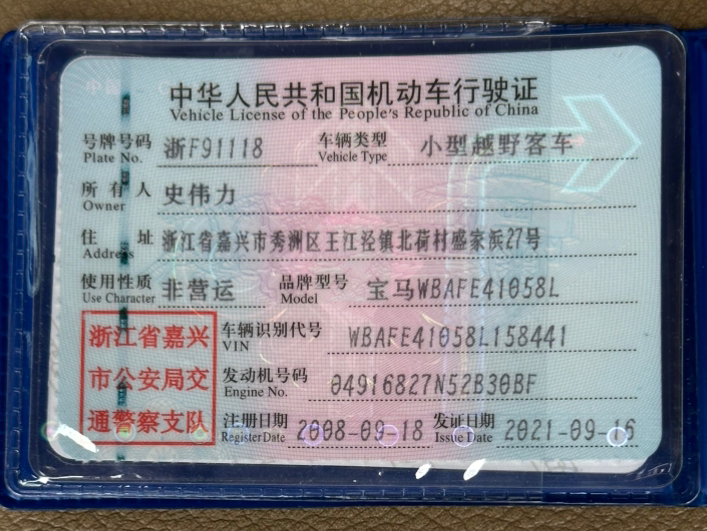 中华人民共和国机动车行驶证
Vehicle License of the People's Republic of China
号牌号码 浙F91118 车辆类型 小型越野客车
Plate No. Vehicle Type
所有人 史伟力
Owner
住址 浙江省嘉兴市秀洲区王江泾镇北荷村盛家浜27号
Address
使用性质 非营运 品牌型号 宝马WBAFE41058L
Use Character Model
浙江省嘉兴 车辆识别代号 WBAFE41058L158441
VIN
市公安局交 发动机号码 04916827N52B30BF
Engine No.
通警察支队 注册日期 2008-09-18 发证日期 2021-09-16
Register Date Issue Date